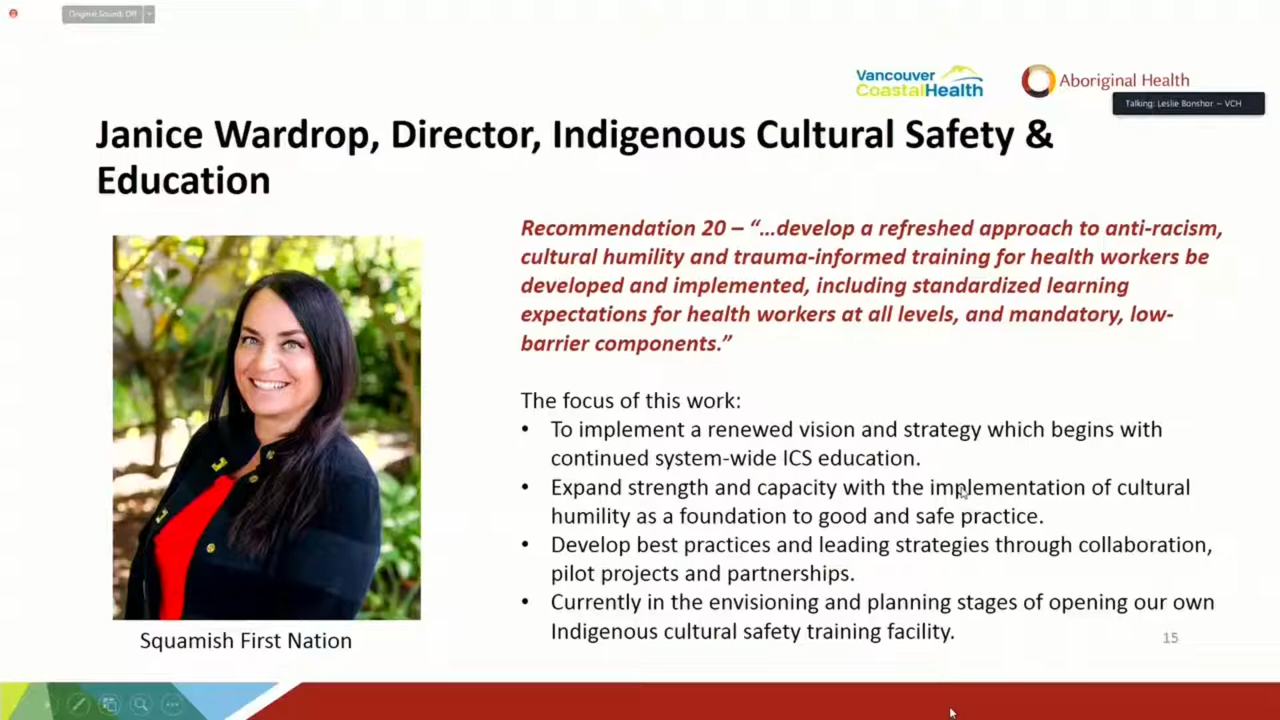 Original Sound: Off
Vancouver
CoastalHealth
Aboriginal Health
Talking: Leslie Bonshor - VCH
Janice Wardrop, Director, Indigenous Cultural Safety &
Education
Recommendation 20 – “…develop a refreshed approach to anti-racism,
cultural humility and trauma-informed training for health workers be
developed and implemented, including standardized learning
expectations for health workers at all levels, and mandatory, low-
barrier components.”
The focus of this work:
• To implement a renewed vision and strategy which begins with
continued system-wide ICS education.
• Expand strength and capacity with the implementation of cultural
humility as a foundation to good and safe practice.
• Develop best practices and leading strategies through collaboration,
pilot projects and partnerships.
• Currently in the envisioning and planning stages of opening our own
Indigenous cultural safety training facility.
Squamish First Nation
15